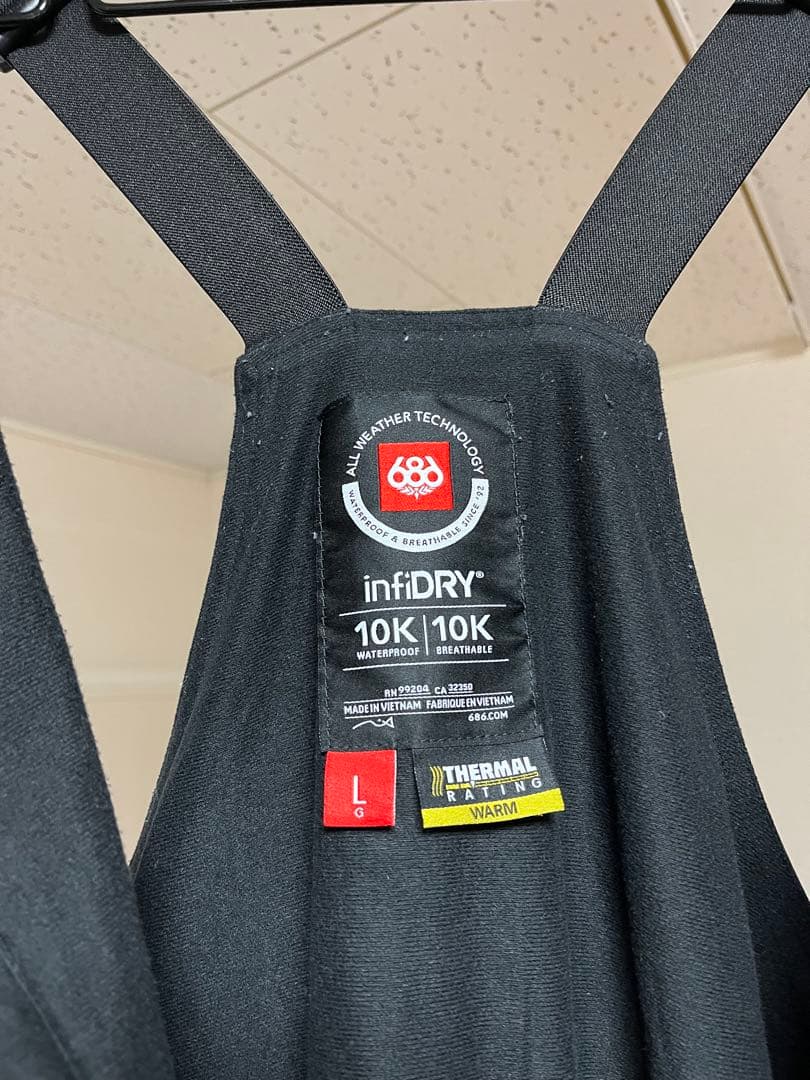 ALL WEATHER TECHNOLOGY
686
WATERPROOF & BREATHABLE SINCE '92
infiDRY®
10K | 10K
WATERPROOF BREATHABLE
RN 99204 CA 32350
MADE IN VIETNAM FABRIQUE EN VIETNAM
686.COM
L
G
THERMAL
RATING
WARM